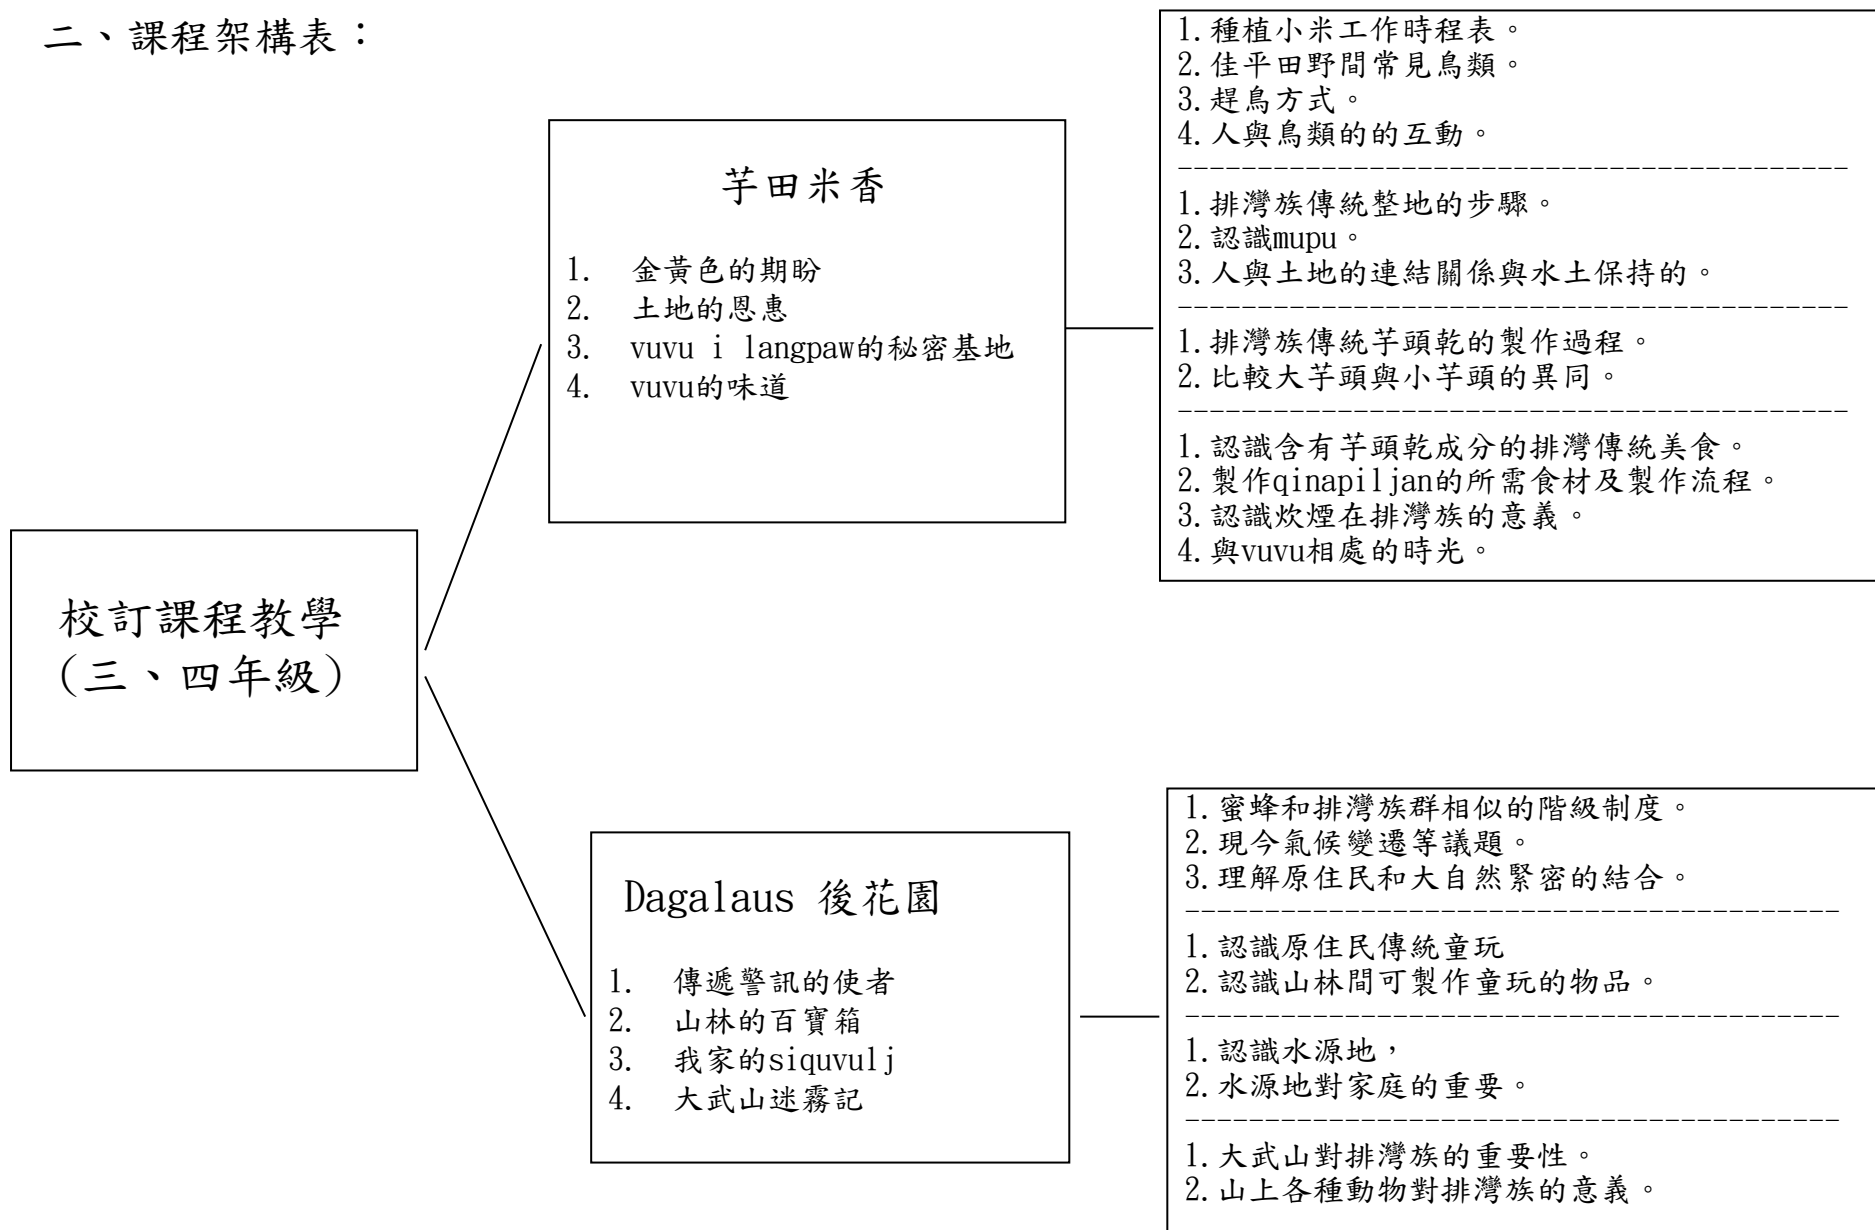 二、課程架構表：
校訂課程教學
(三、四年級)
芋田米香
1. 金黃色的期盼
2. 土地的恩惠
3. vuvu i langpaw的秘密基地
4. vuvu的味道
1.種植小米工作時程表。
2.佳平田野間常見鳥類。
3.趕鳥方式。
4.人與鳥類的的互動。
------------------------------------------
1.排灣族傳統整地的步驟。
2.認識mupu。
3.人與土地的連結關係與水土保持的。
------------------------------------------
1.排灣族傳統芋頭乾的製作過程。
2.比較大芋頭與小芋頭的異同。
------------------------------------------
1.認識含有芋頭乾成分的排灣傳統美食。
2.製作qinapiljan的所需食材及製作流程。
3.認識炊煙在排灣族的意義。
4.與vuvu相處的時光。
Dagalaus 後花園
1. 傳遞警訊的使者
2. 山林的百寶箱
3. 我家的siquvulj
4. 大武山迷霧記
1.蜜蜂和排灣族群相似的階級制度。
2.現今氣候變遷等議題。
3.理解原住民和大自然緊密的結合。
-----------------------------------------
1.認識原住民傳統童玩
2.認識山林間可製作童玩的物品。
-----------------------------------------
1.認識水源地，
2.水源地對家庭的重要。
-----------------------------------------
1.大武山對排灣族的重要性。
2.山上各種動物對排灣族的意義。